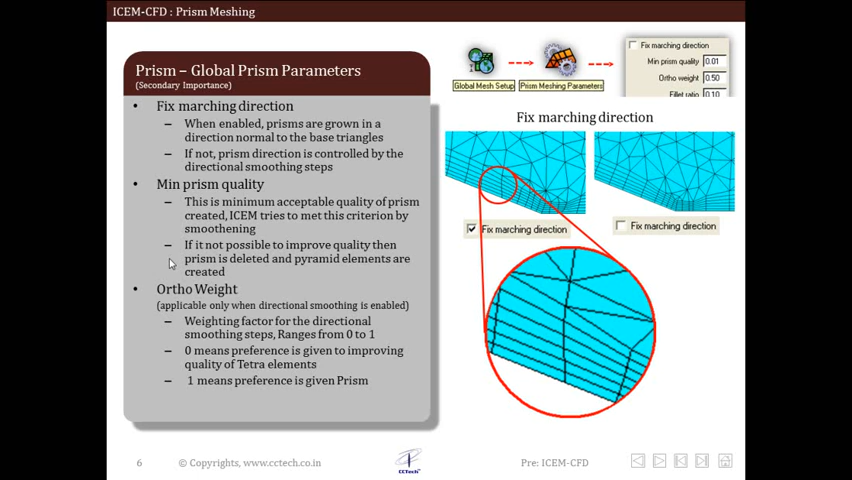 ICEM-CFD : Prism Meshing
Prism – Global Prism Parameters
(Secondary Importance)
• Fix marching direction
– When enabled, prisms are grown in a
direction normal to the base triangles
– If not, prism direction is controlled by the
directional smoothing steps
• Min prism quality
– This is minimum acceptable quality of prism
created, ICEM tries to met this criterion by
smoothening
– If it not possible to improve quality then
prism is deleted and pyramid elements are
created
• Ortho Weight
(applicable only when directional smoothing is enabled)
– Weighting factor for the directional
smoothing steps, Ranges from 0 to 1
– 0 means preference is given to improving
quality of Tetra elements
– 1 means preference is given Prism
Global Mesh Setup
Prism Meshing Parameters
Fix marching direction
Min prism quality 0.01
Ortho weight 0.50
Fillet ratio 0.10
Fix marching direction
Fix marching direction
Fix marching direction
6
© Copyrights, www.cctech.co.in
CCTech
Pre: ICEM-CFD